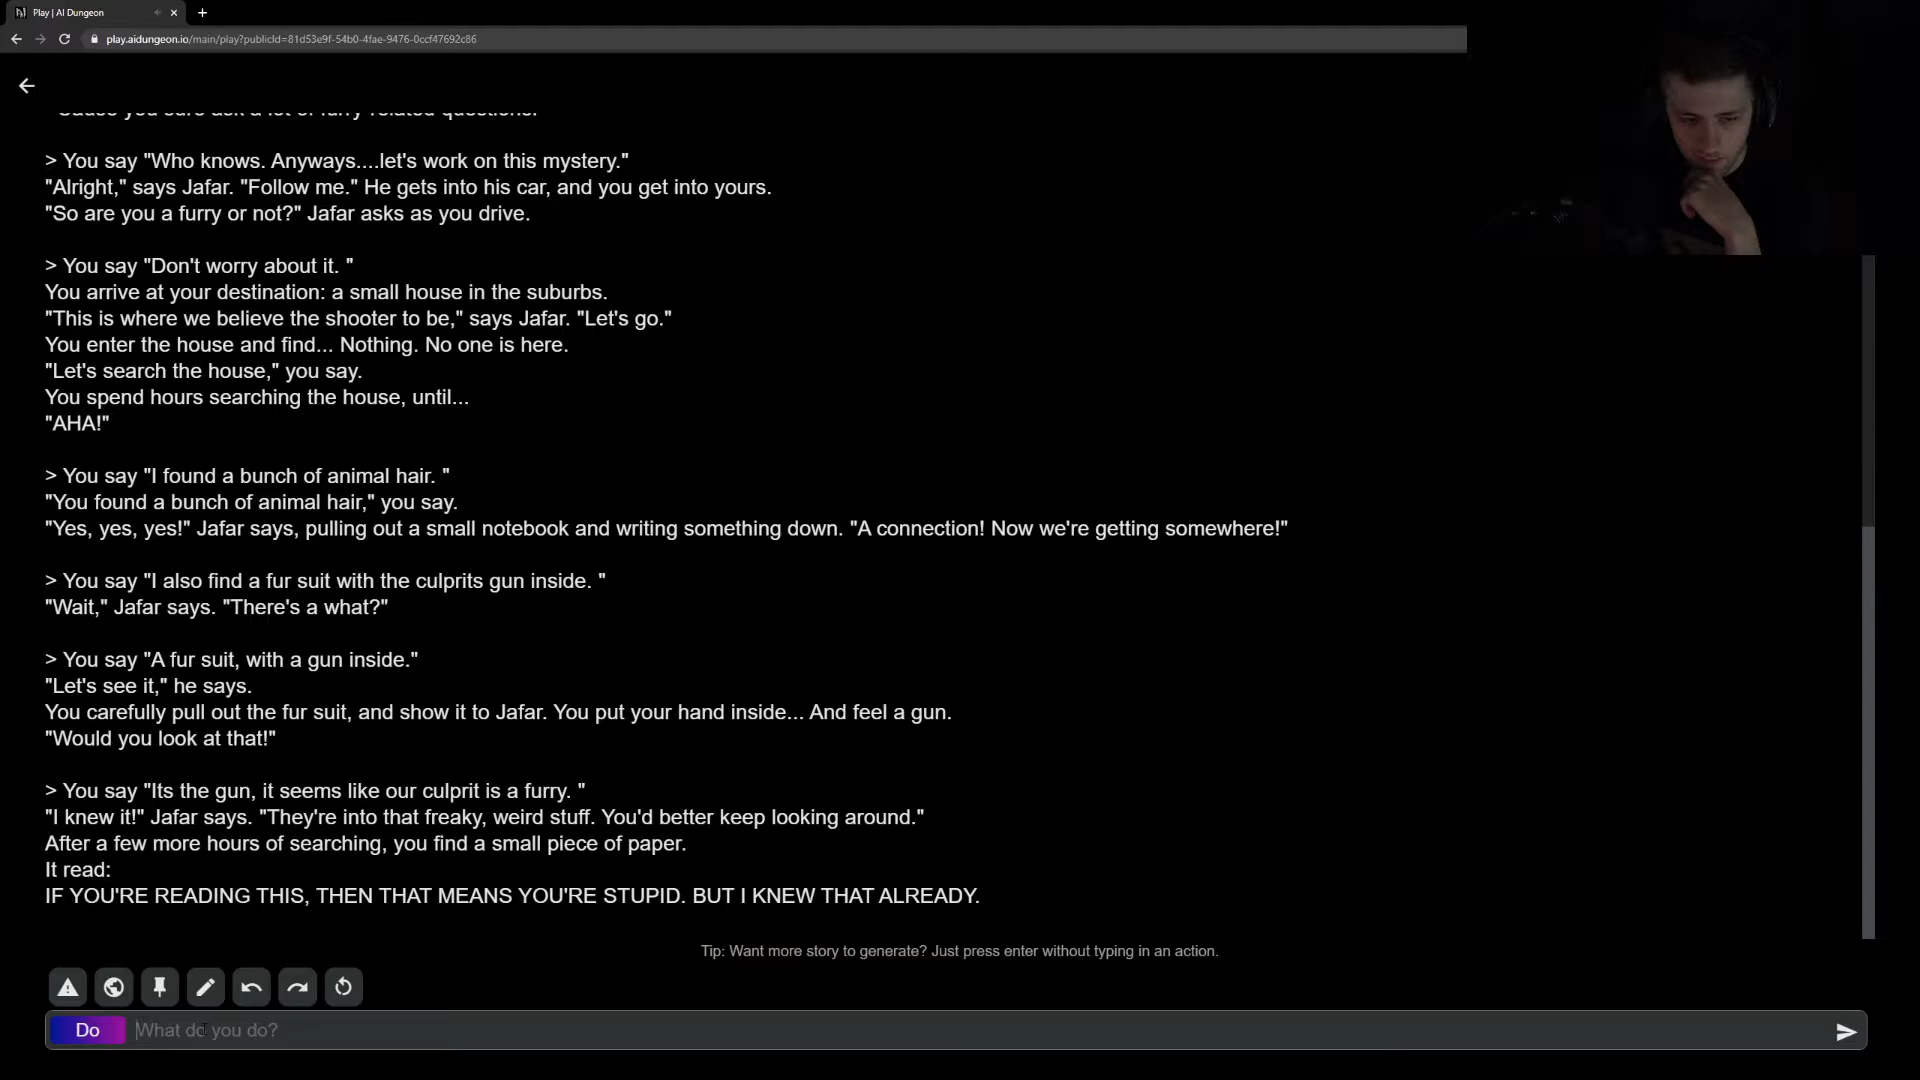 Play | AI Dungeon
play.aidungeon.io/main/play?publicId=81d53e9f-54b0-4fae-9476-0ccf47692c86
"Cause you sure ask a lot of furry related questions."
> You say "Who knows. Anyways....let's work on this mystery."
"Alright," says Jafar. "Follow me." He gets into his car, and you get into yours.
"So are you a furry or not?" Jafar asks as you drive.
> You say "Don't worry about it. "
You arrive at your destination: a small house in the suburbs.
"This is where we believe the shooter to be," says Jafar. "Let's go."
You enter the house and find... Nothing. No one is here.
"Let's search the house," you say.
You spend hours searching the house, until...
"AHA!"
> You say "I found a bunch of animal hair. "
"You found a bunch of animal hair," you say.
"Yes, yes, yes!" Jafar says, pulling out a small notebook and writing something down. "A connection! Now we're getting somewhere!"
> You say "I also find a fur suit with the culprits gun inside. "
"Wait," Jafar says. "There's a what?"
> You say "A fur suit, with a gun inside."
"Let's see it," he says.
You carefully pull out the fur suit, and show it to Jafar. You put your hand inside... And feel a gun.
"Would you look at that!"
> You say "Its the gun, it seems like our culprit is a furry. "
"I knew it!" Jafar says. "They're into that freaky, weird stuff. You'd better keep looking around."
After a few more hours of searching, you find a small piece of paper.
It read:
IF YOU'RE READING THIS, THEN THAT MEANS YOU'RE STUPID. BUT I KNEW THAT ALREADY.
Tip: Want more story to generate? Just press enter without typing in an action.
Do What do you do?